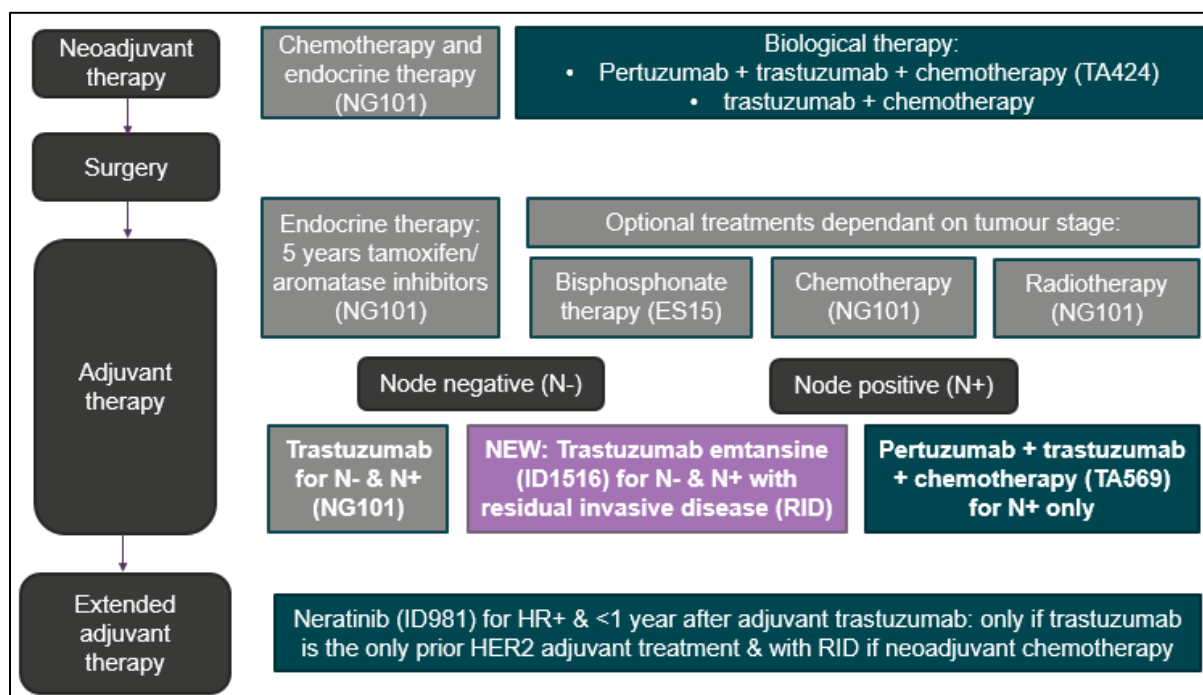 Neoadjuvant
therapy
Chemotherapy and
endocrine therapy
(NG101)
Biological therapy:
• Pertuzumab + trastuzumab + chemotherapy (TA424)
• trastuzumab + chemotherapy
Surgery
Adjuvant
therapy
Endocrine therapy:
5 years tamoxifen/
aromatase inhibitors
(NG101)
Optional treatments dependant on tumour stage:
Bisphosphonate
therapy (ES15)
Chemotherapy
(NG101)
Radiotherapy
(NG101)
Node negative (N-)
Node positive (N+)
Trastuzumab
for N- & N+
(NG101)
NEW: Trastuzumab emtansine
(ID1516) for N- & N+ with
residual invasive disease (RID)
Pertuzumab + trastuzumab
+ chemotherapy (TA569)
for N+ only
Extended
adjuvant
therapy
Neratinib (ID981) for HR+ & <1 year after adjuvant trastuzumab: only if trastuzumab
is the only prior HER2 adjuvant treatment & with RID if neoadjuvant chemotherapy